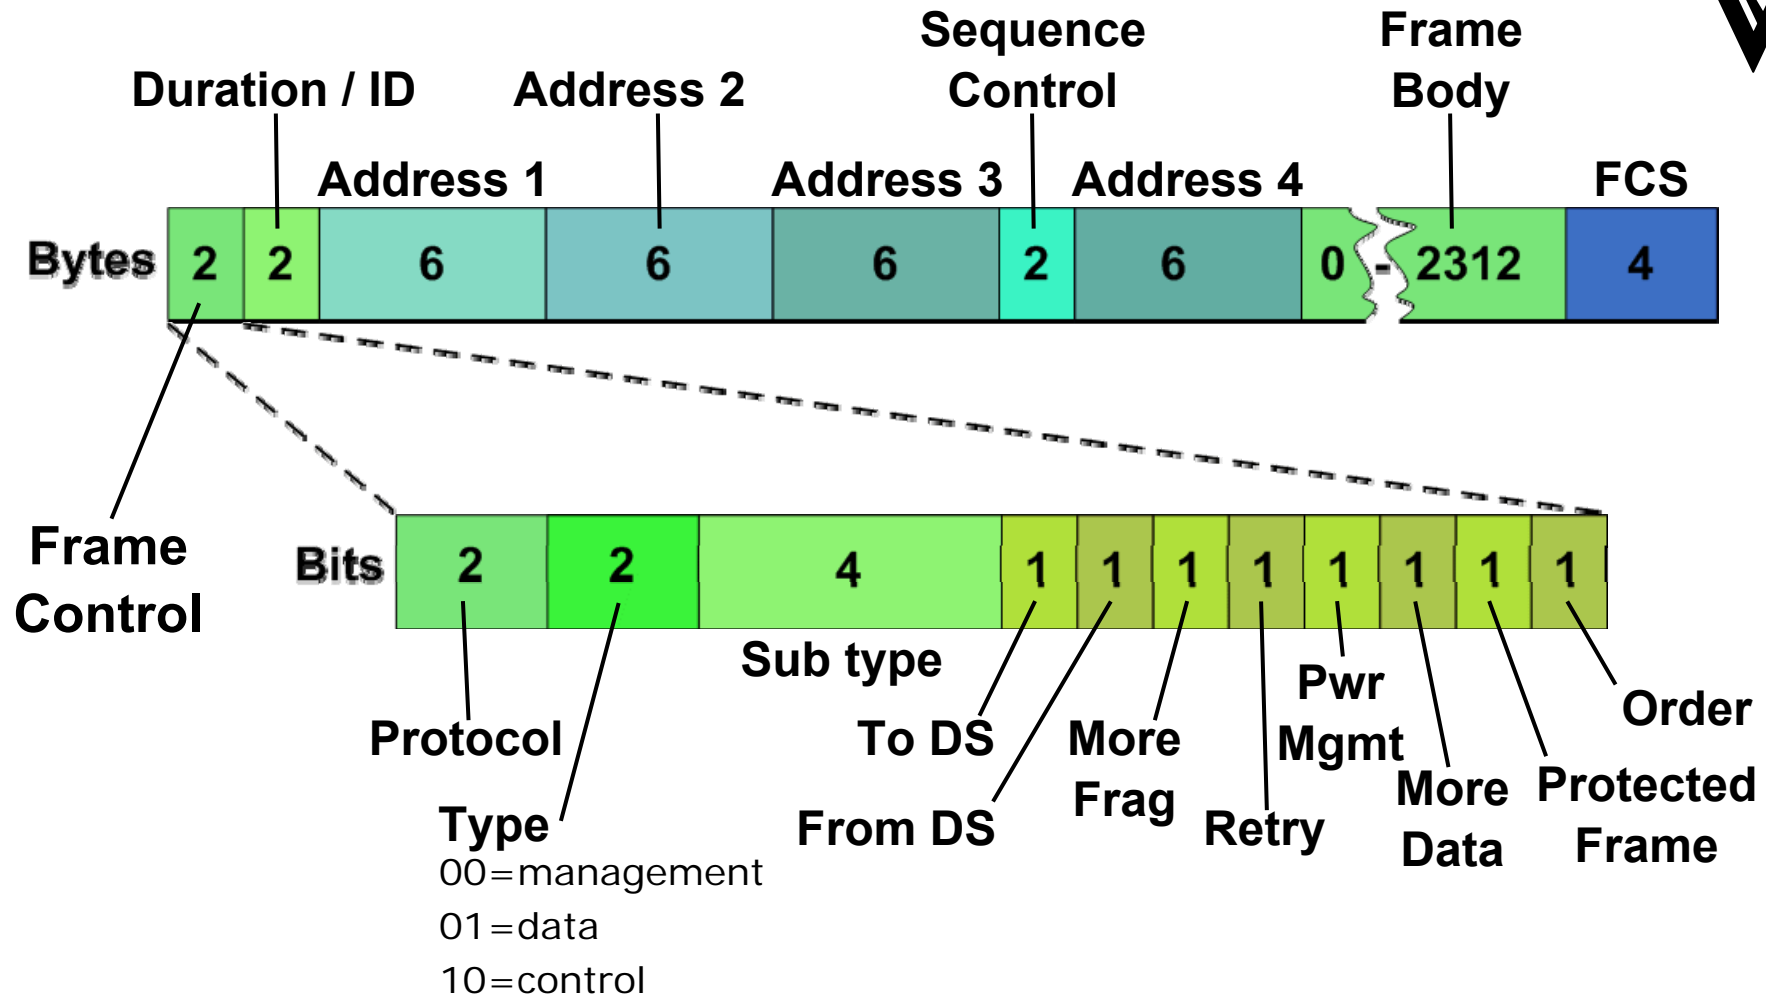 Sequence
Control
Frame
Body
Duration / ID
Address 2
Address 1
Address 3
Address 4
FCS
Bytes 2 2 6 6 6 2 6 0 - 2312 4
Frame
Control
Bits 2 2 4 1 1 1 1 1 1 1 1
Sub type
Protocol
To DS
More
Frag
Pwr
Mgmt
Order
Type
From DS
Retry
More
Data
Protected
Frame
00=management
01=data
10=control